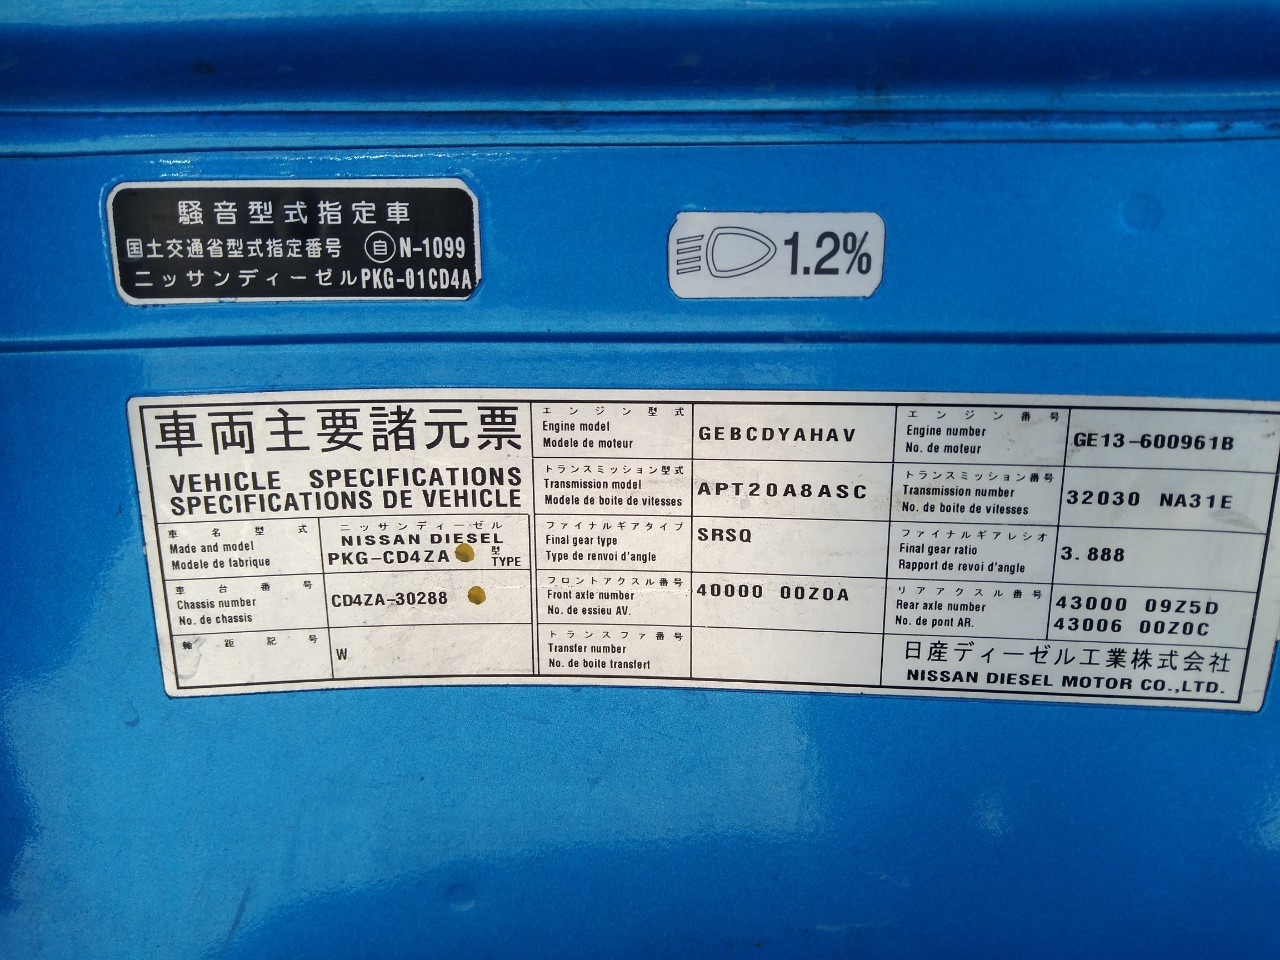 騒音型式指定車
国土交通省型式指定番号 自 N-1099
ニッサンディーゼル PKG-01CD4A
1.2%
車両主要諸元票
VEHICLE SPECIFICATIONS
SPECIFICATIONS DE VEHICLE
車名型式
Made and model
Modele de fabrique
ニッサンディーゼル
NISSAN DIESEL
PKG-CD4ZA 型 TYPE
車台番号
Chassis number
No. de chassis
CD4ZA-30288
軸距記号
W
エンジン型式
Engine model
Modele de moteur
GEBCDYAHAV
トランスミッション型式
Transmission model
Modele de boite de vitesses
APT20A8ASC
ファイナルギアタイプ
Final gear type
Type de renvoi d'angle
SRSQ
フロントアクスル番号
Front axle number
No. de essieu AV.
40000 00Z0A
トランスファ番号
Transfer number
No. de boite transfert
エンジン番号
Engine number
No. de moteur
GE13-600961B
トランスミッション番号
Transmission number
No. de boite de vitesses
32030 NA31E
ファイナルギアレシオ
Final gear ratio
Rapport de revoi d'angle
3.888
リアアクスル番号
Rear axle number
No. de pont AR.
43000 09Z5D
43006 00Z0C
日産ディーゼル工業株式会社
NISSAN DIESEL MOTOR CO.,LTD.